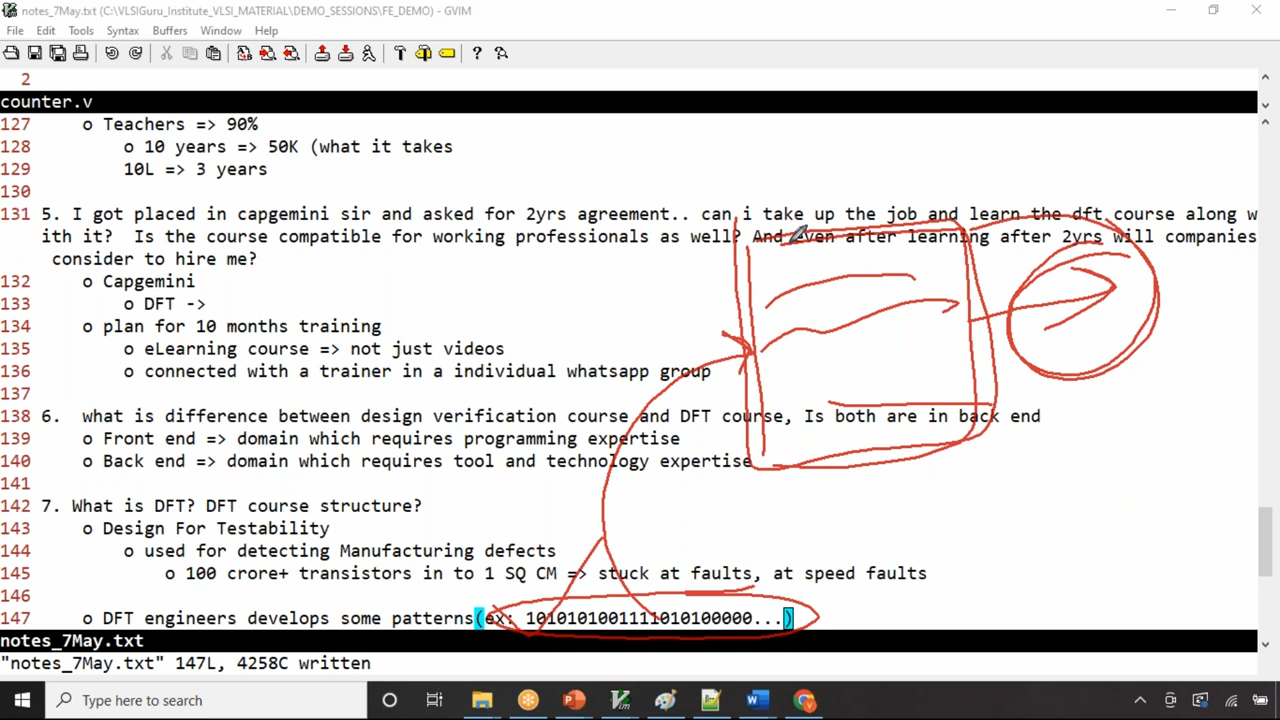 notes_7May.txt (C:\VLSIGuru_Institute_VLSI_MATERIAL\DEMO_SESSIONS\FE_DEMO) - GVIM
File Edit Tools Syntax Buffers Window Help
2
counter.v
127 o Teachers => 90%
128 o 10 years => 50K (what it takes
129 10L => 3 years
130
131 5. I got placed in capgemini sir and asked for 2yrs agreement.. can i take up the job and learn the dft course along w
ith it? Is the course compatible for working professionals as well? And even after learning after 2yrs will companies
consider to hire me?
132 o Capgemini
133 o DFT ->
134 o plan for 10 months training
135 o eLearning course => not just videos
136 o connected with a trainer in a individual whatsapp group
137
138 6. what is difference between design verification course and DFT course, Is both are in back end
139 o Front end => domain which requires programming expertise
140 o Back end => domain which requires tool and technology expertise
141
142 7. What is DFT? DFT course structure?
143 o Design For Testability
144 o used for detecting Manufacturing defects
145 o 100 crore+ transistors in to 1 SQ CM => stuck at faults, at speed faults
146
147 o DFT engineers develops some patterns(ex: 1010101001111010100000...)
notes_7May.txt
"notes_7May.txt" 147L, 4258C written
Type here to search